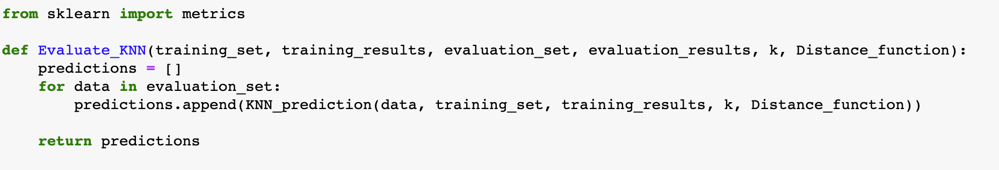 from sklearn import metrics
def Evaluate_KNN(training_set, training_results, evaluation_set, evaluation_results, k, Distance_function):
    predictions = []
    for data in evaluation_set:
        predictions.append(KNN_prediction(data, training_set, training_results, k, Distance_function))
    return predictions